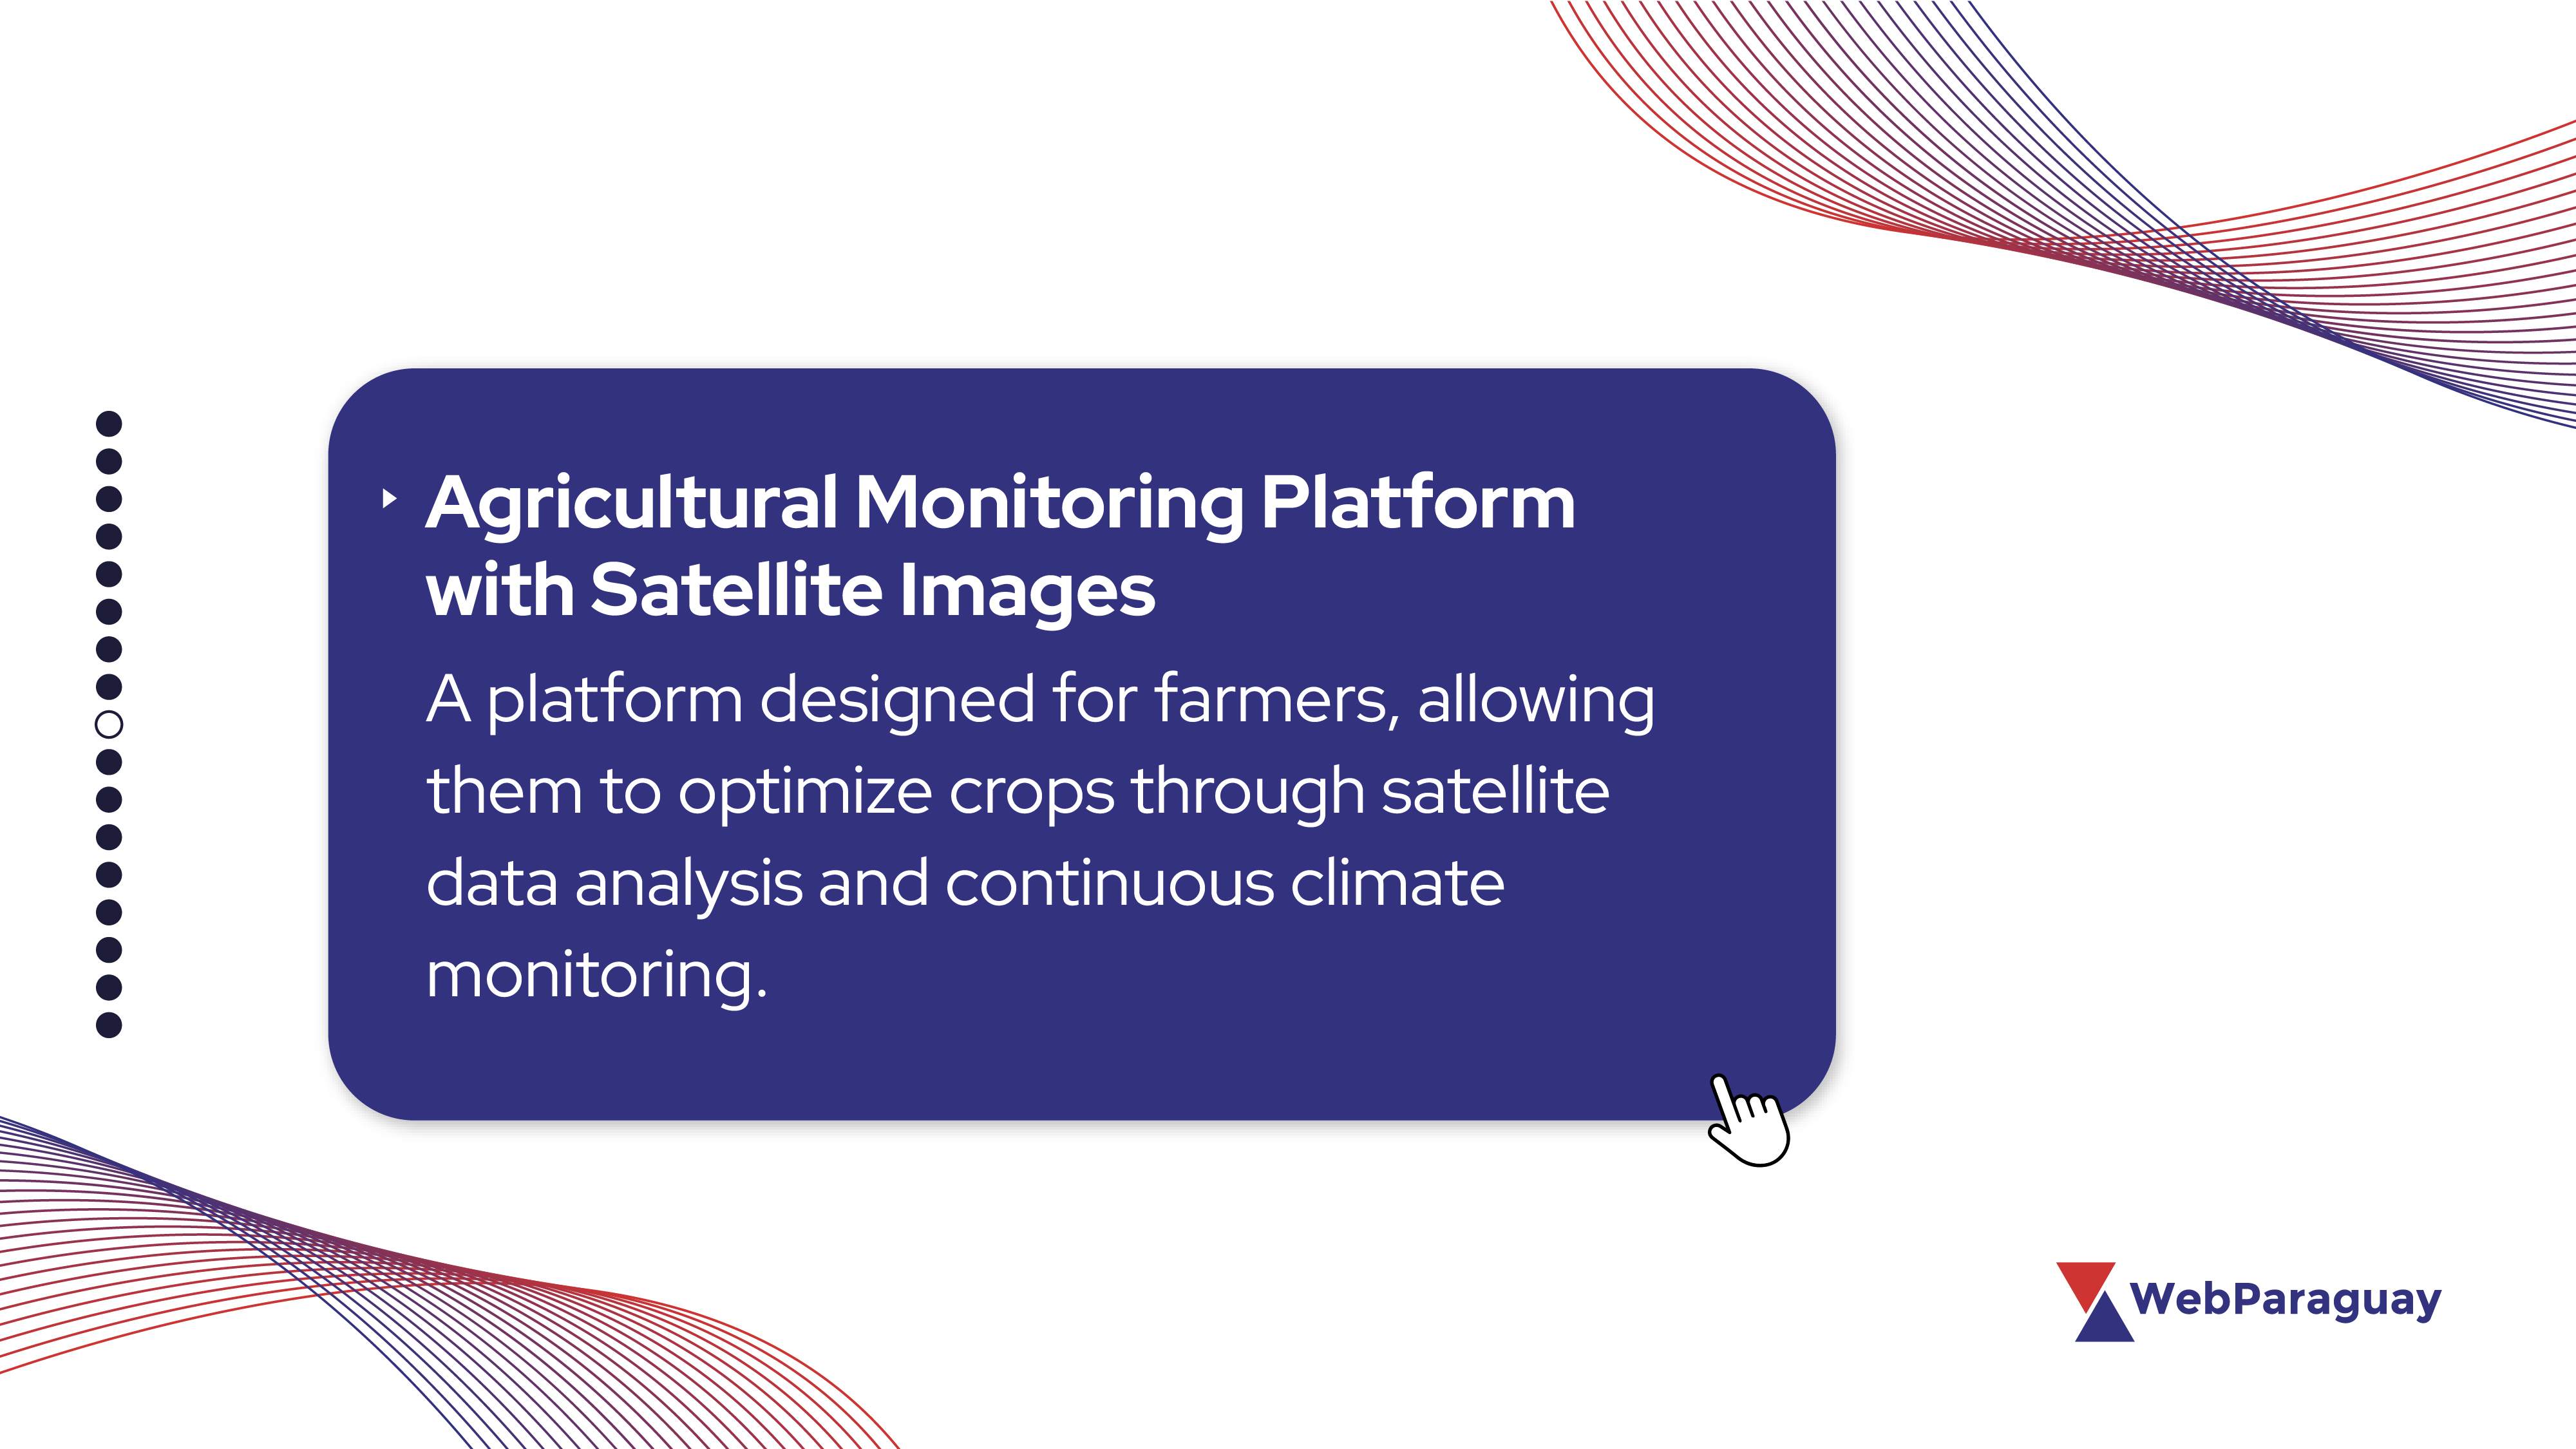 Agricultural Monitoring Platform
with Satellite Images
A platform designed for farmers, allowing
them to optimize crops through satellite
data analysis and continuous climate
monitoring.
WebParaguay